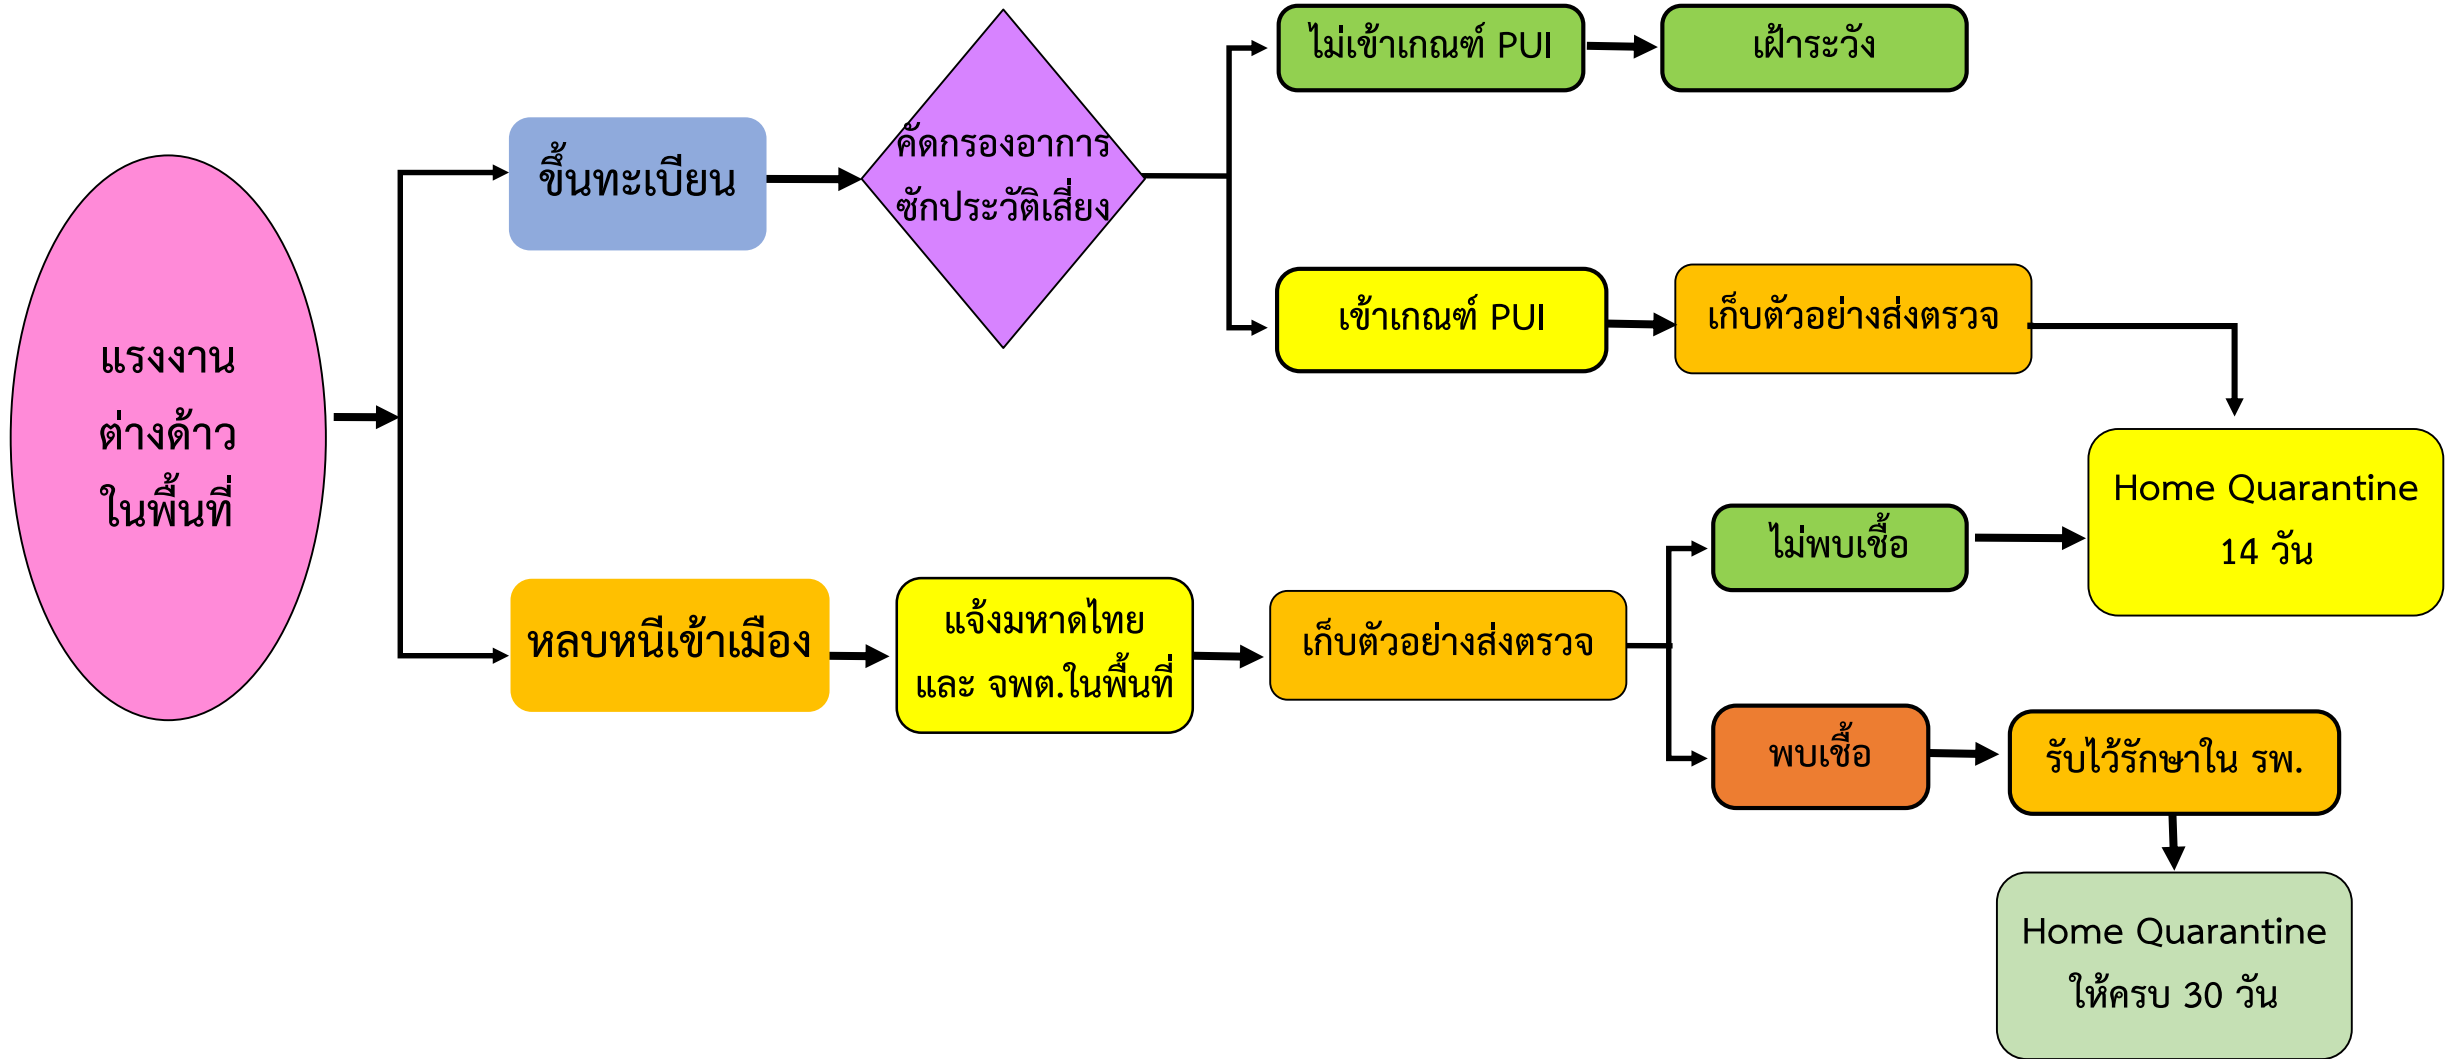 แรงงาน
ต่างด้าว
ในพื้นที่
ขึ้นทะเบียน
คัดกรองอาการ
ซักประวัติเสี่ยง
ไม่เข้าเกณฑ์ PUI
เฝ้าระวัง
เข้าเกณฑ์ PUI
เก็บตัวอย่างส่งตรวจ
Home Quarantine
14 วัน
หลบหนีเข้าเมือง
แจ้งมหาดไทย
และ จพต.ในพื้นที่
เก็บตัวอย่างส่งตรวจ
ไม่พบเชื้อ
พบเชื้อ
รับไว้รักษาใน รพ.
Home Quarantine
ให้ครบ 30 วัน